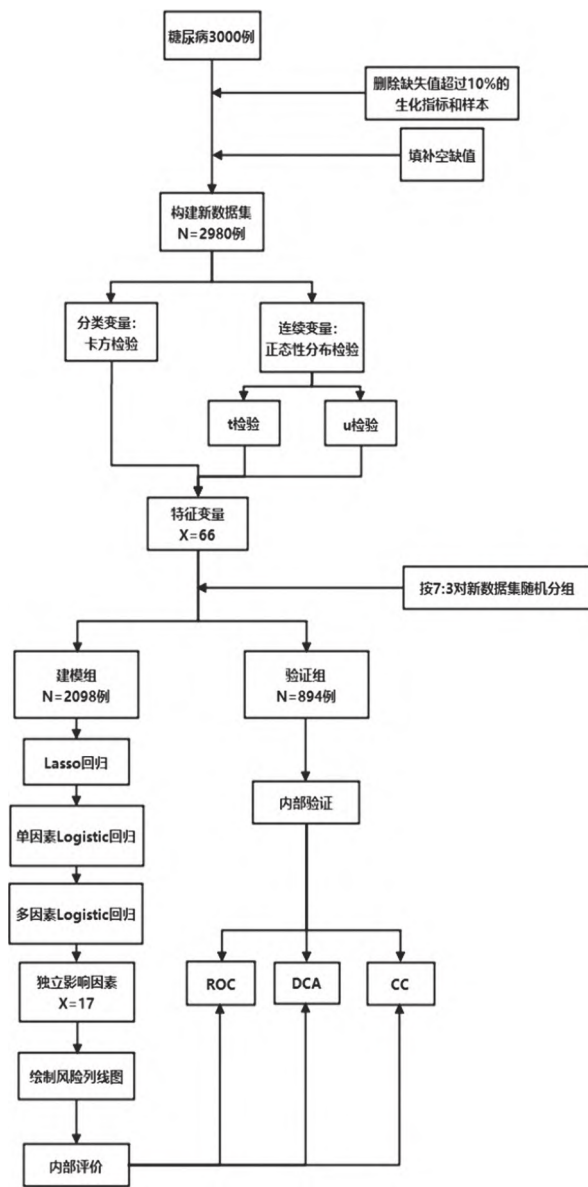 糖尿病3000例
删除缺失值超过10%的
生化指标和样本
填补空缺值
构建新数据集
N=2980例
分类变量：
卡方检验
连续变量：
正态性分布检验
t检验
u检验
特征变量
X=66
按7:3对新数据集随机分组
建模组
N=2098例
验证组
N=894例
Lasso回归
内部验证
单因素Logistic回归
多因素Logistic回归
独立影响因素
X=17
ROC
DCA
CC
绘制风险列线图
内部评价